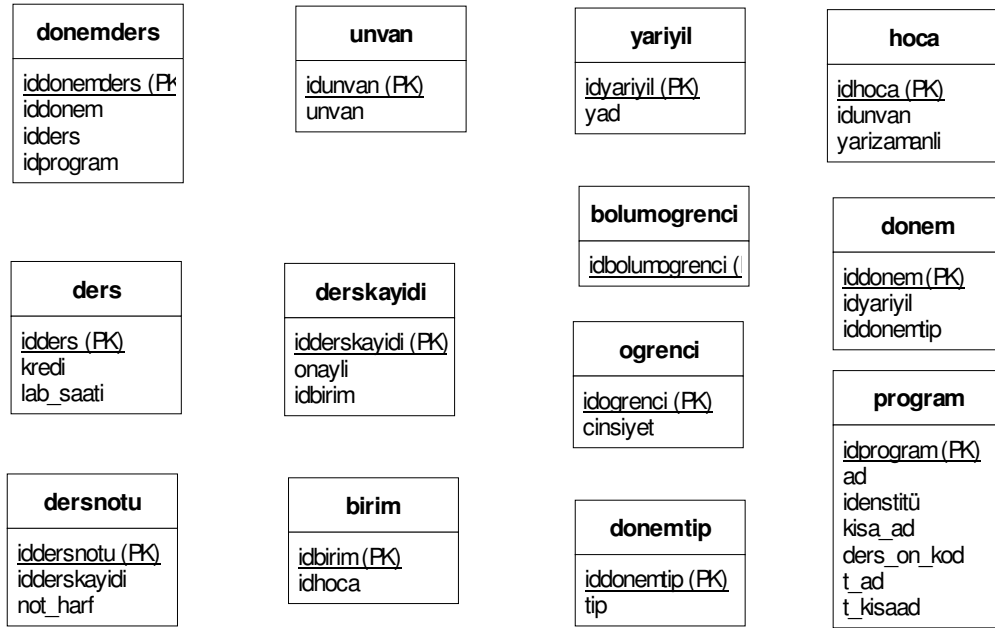 donemders
iddonemders (PK
iddonem
idders
idprogram
unvan
idunvan (PK)
unvan
yariyil
idyariyil (PK)
yad
hoca
idhoca (PK)
idunvan
yarizamanli
bolumogrenci
idbolumogrenci (
donem
iddonem (PK)
idyariyil
iddonemtip
ders
idders (PK)
kredi
lab_saati
derskayidi
idderskayidi (PK)
onayli
idbirim
ogrenci
idogrenci (PK)
cinsiyet
program
idprogram (PK)
ad
idenstitü
kisa_ad
ders_on_kod
t_ad
t_kisaad
dersnotu
iddersnotu (PK)
idderskayidi
not_harf
birim
idbirim (PK)
idhoca
donemtip
iddonemtip (PK)
tip